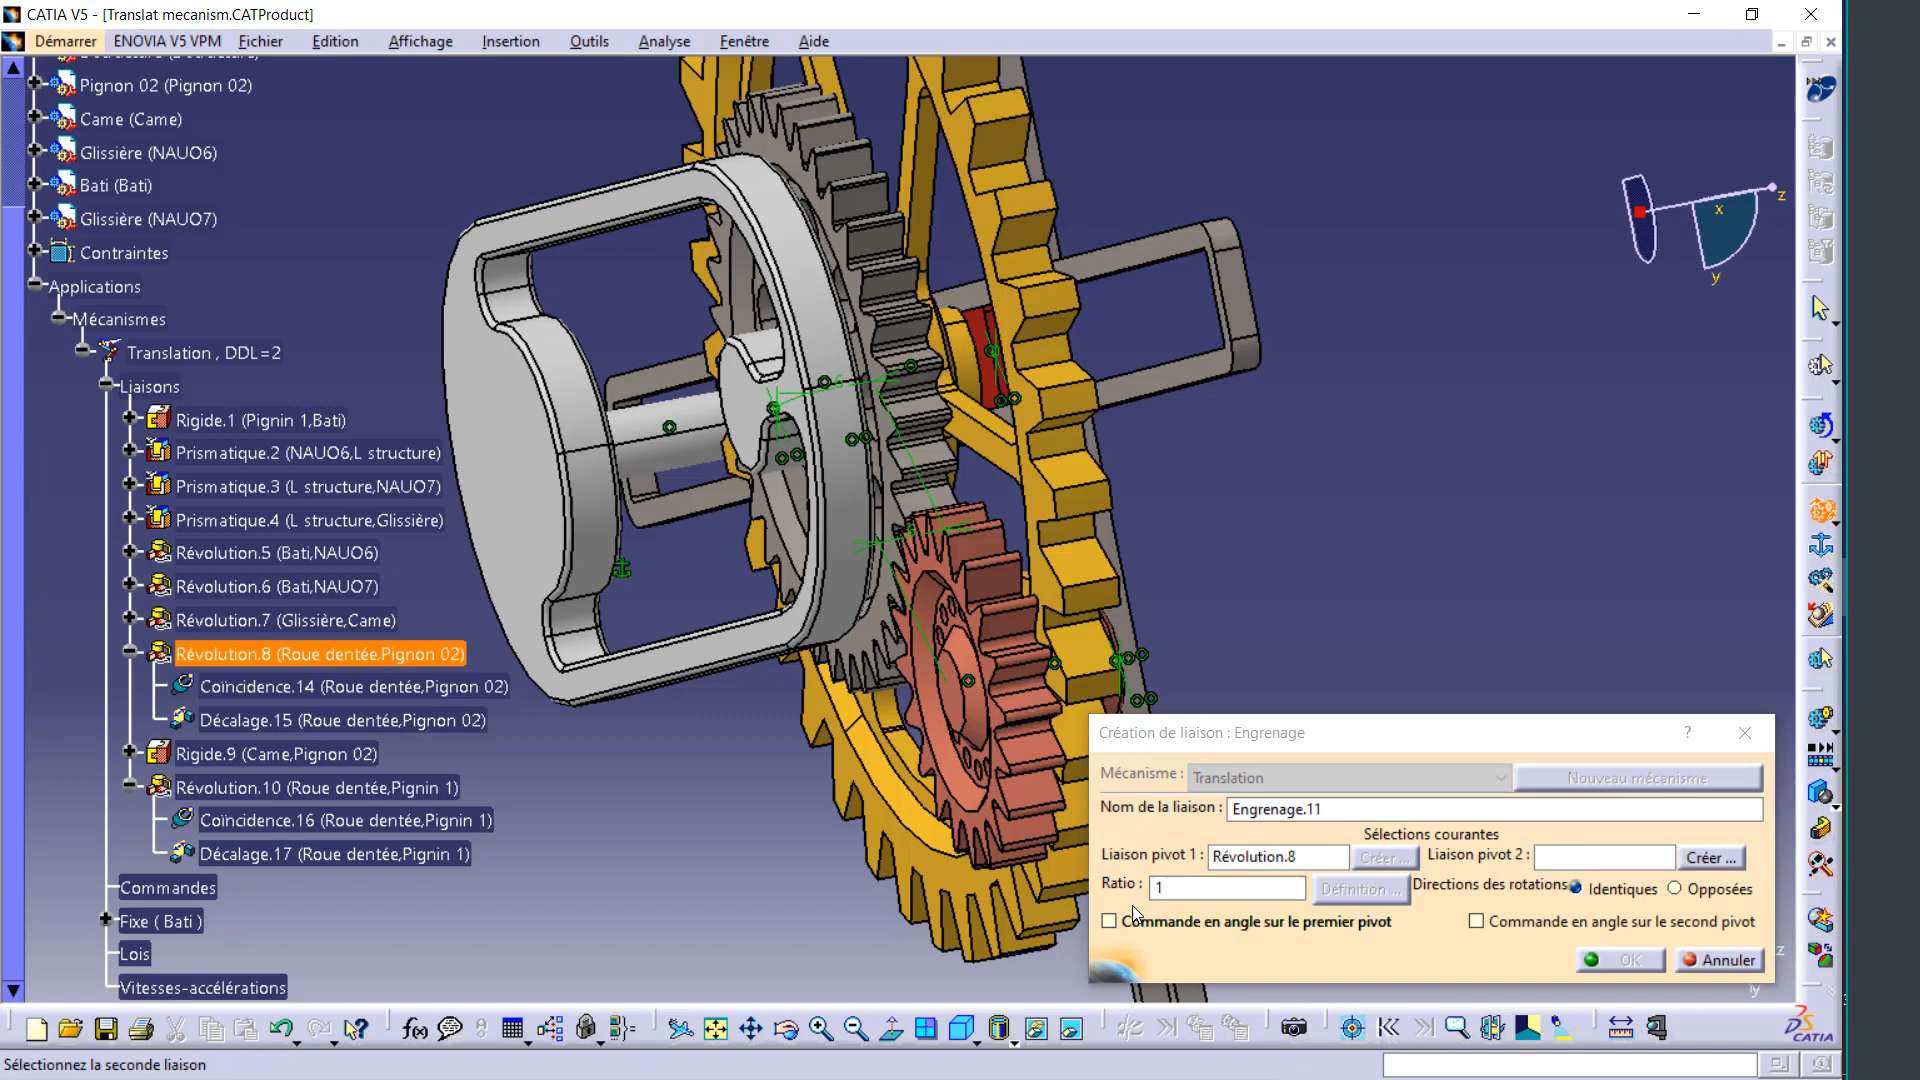 CATIA V5 - [Translat mecanism.CATProduct]
Démarrer ENOVIA V5 VPM Fichier Edition Affichage Insertion Outils Analyse Fenêtre Aide
Pignon 02 (Pignon 02)
Came (Came)
Glissière (NAUO6)
Bati (Bati)
Glissière (NAUO7)
Contraintes
Applications
Mécanismes
Translation , DDL=2
Liaisons
Rigide.1 (Pignin 1,Bati)
Prismatique.2 (NAUO6,L structure)
Prismatique.3 (L structure,NAUO7)
Prismatique.4 (L structure,Glissière)
Révolution.5 (Bati,NAUO6)
Révolution.6 (Bati,NAUO7)
Révolution.7 (Glissière,Came)
Révolution.8 (Roue dentée,Pignon 02)
Coïncidence.14 (Roue dentée,Pignon 02)
Décalage.15 (Roue dentée,Pignon 02)
Rigide.9 (Came,Pignon 02)
Révolution.10 (Roue dentée,Pignin 1)
Coïncidence.16 (Roue dentée,Pignin 1)
Décalage.17 (Roue dentée,Pignin 1)
Commandes
Fixe ( Bati )
Lois
Vitesses-accélérations
z
x
y
Création de liaison : Engrenage
?
Mécanisme : Translation Nouveau mécanisme
Nom de la liaison : Engrenage.11
Sélections courantes
Liaison pivot 1 : Révolution.8 Créer ... Liaison pivot 2 : Créer ...
Ratio : 1 Définition ... Directions des rotations Identiques Opposées
Commande en angle sur le premier pivot Commande en angle sur le second pivot
OK Annuler
z
y
f(x)
CATIA
Sélectionnez la seconde liaison